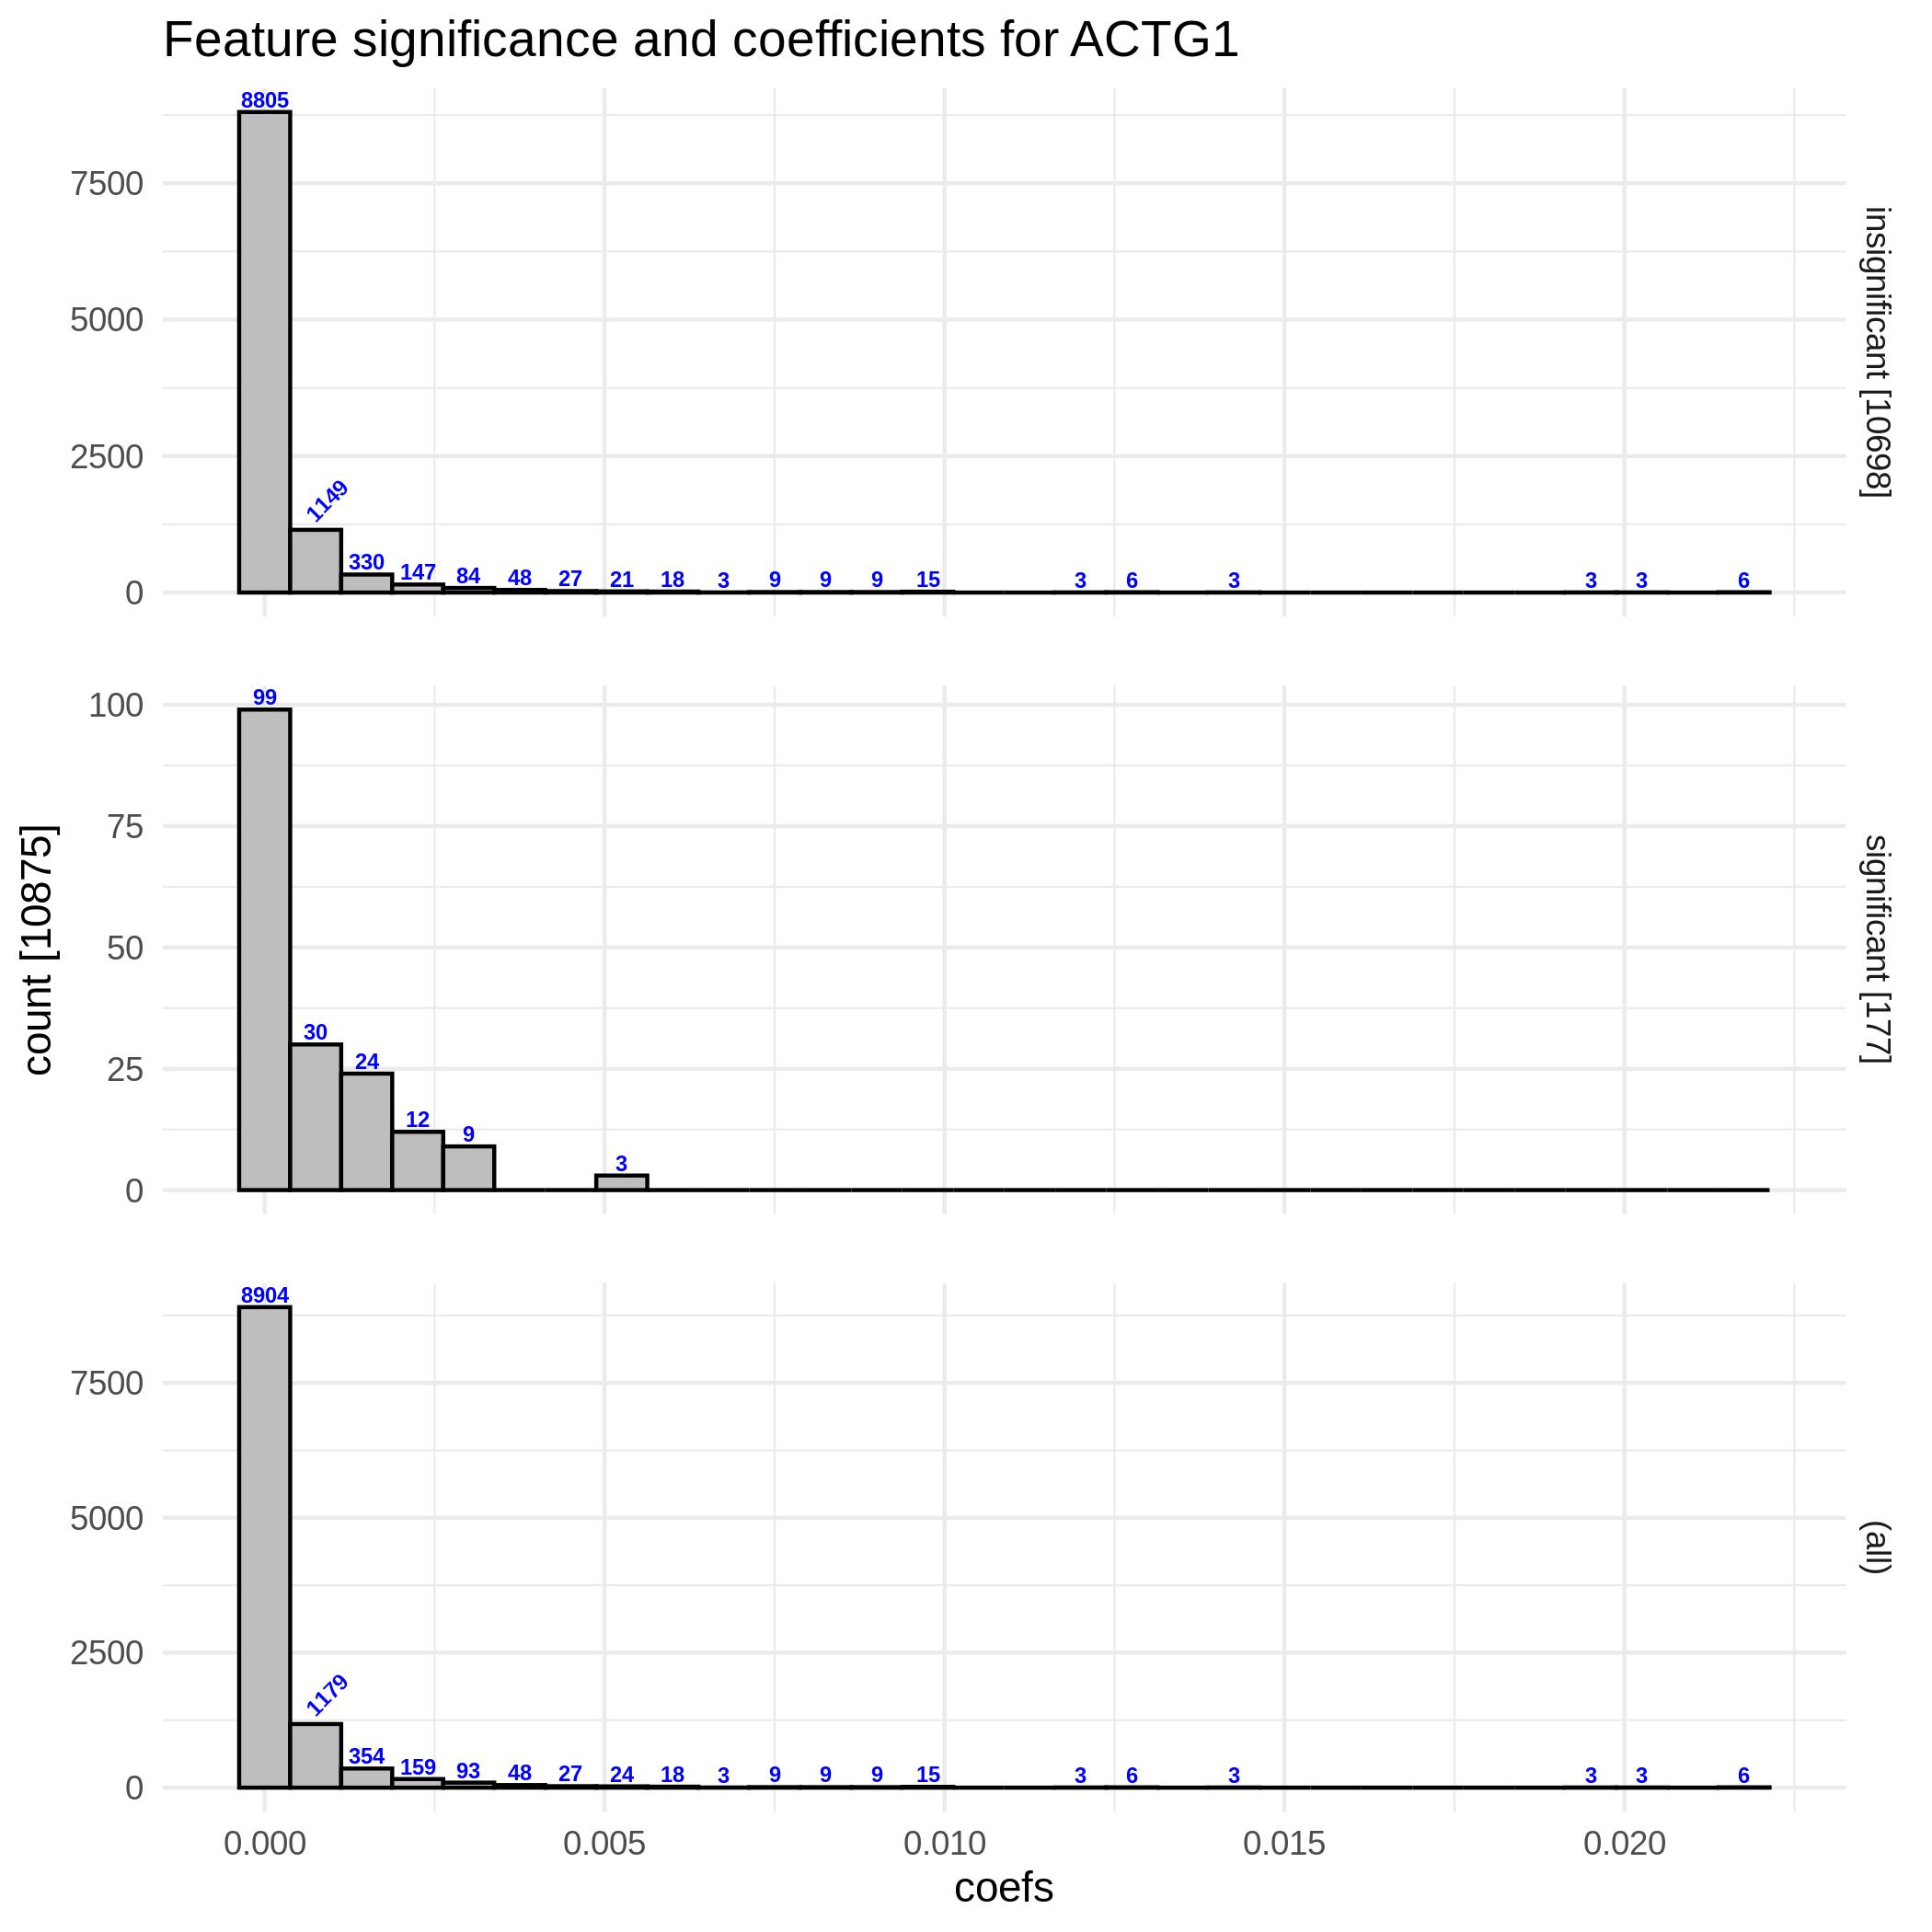 Feature significance and coefficients for ACTG1
8805
7500
5000
2500
0
1149
330 147 84 48 27 21 18 3 9 9 9 15 3 6 3 3 3 6
insignificant [10698]
count [10875]
100
75
50
25
0
99
30
24
12
9
3
significant [177]
8904
7500
5000
2500
0
1179
354 159 93 48 27 24 18 3 9 9 9 15 3 6 3 3 3 6
(all)
0.000 0.005 0.010 0.015 0.020
coefs